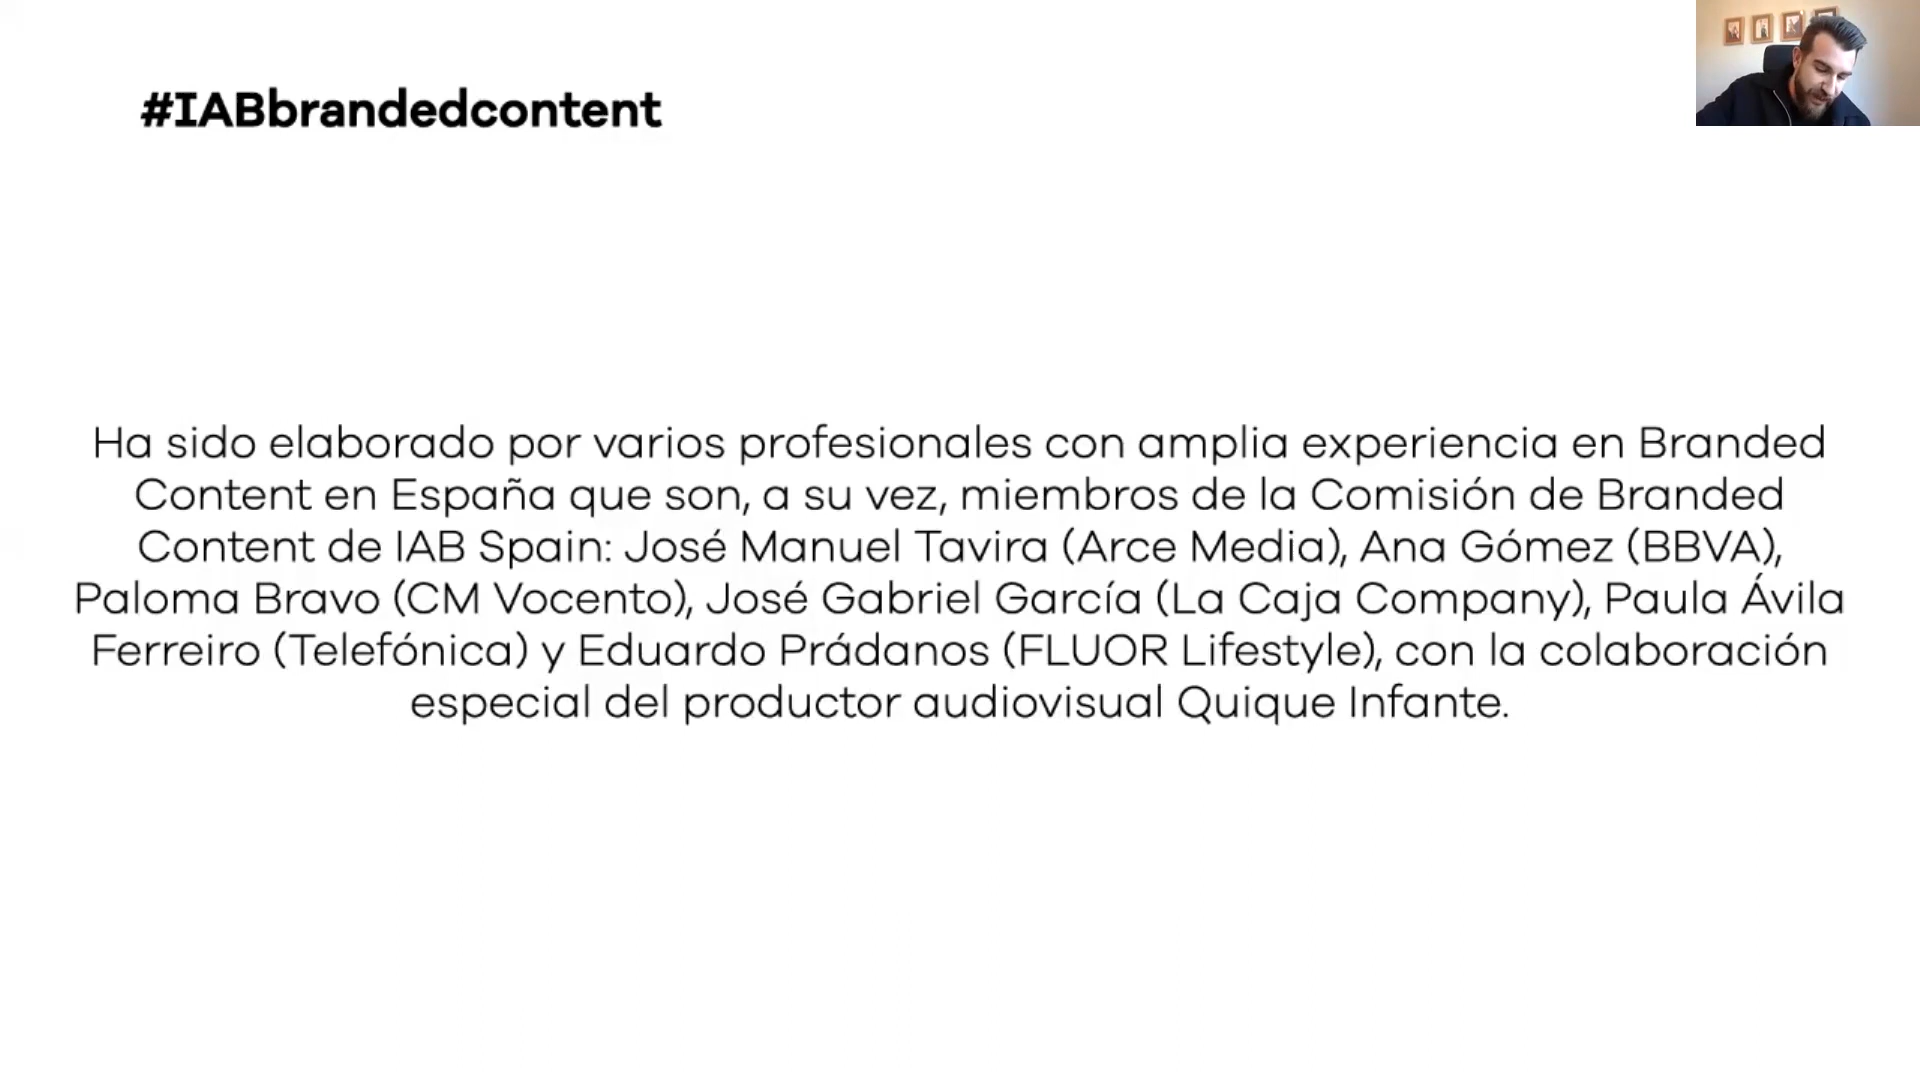 #IABbrandedcontent
Ha sido elaborado por varios profesionales con amplia experiencia en Branded
Content en España que son, a su vez, miembros de la Comisión de Branded
Content de IAB Spain: José Manuel Tavira (Arce Media), Ana Gómez (BBVA),
Paloma Bravo (CM Vocento), José Gabriel García (La Caja Company), Paula Ávila
Ferreiro (Telefónica) y Eduardo Prádanos (FLUOR Lifestyle), con la colaboración
especial del productor audiovisual Quique Infante.